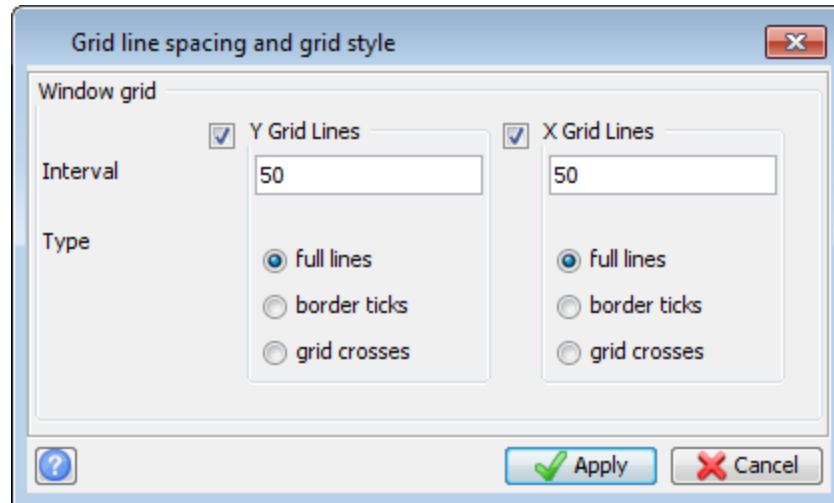 Grid line spacing and grid style
Window grid
Y Grid Lines X Grid Lines
Interval 50 50
Type
full lines full lines
border ticks border ticks
grid crosses grid crosses
? Apply Cancel